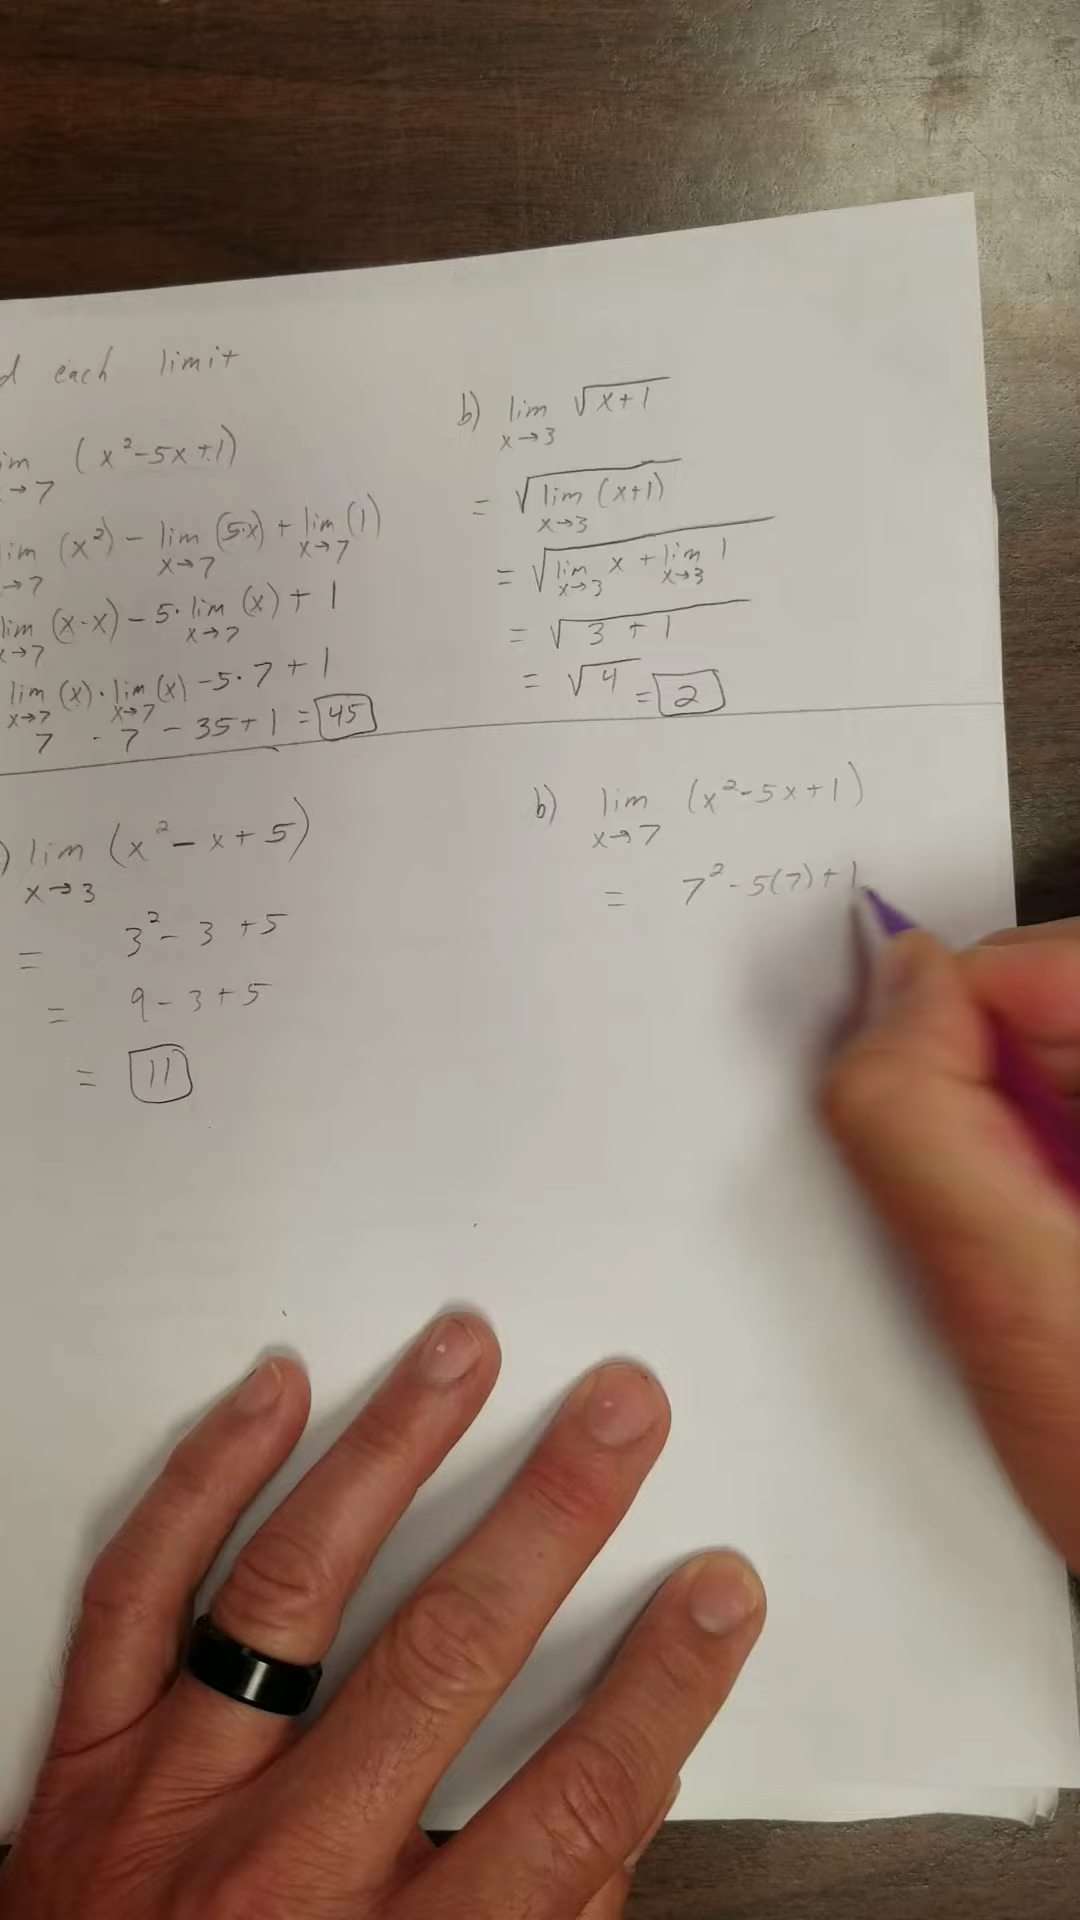 each limit
(x²-5x+1)
→7
(x²) - lim (5·x) + lim (1)
→7 x→7 x→7
lim (x·x) - 5·lim (x) + 1
x→7 x→7
lim (x)·lim (x) - 5·7 + 1
x→7 x→7
7 · 7 - 35 + 1 = 45
b) lim √x+1
x→3
= √lim (x+1)
x→3
= √lim x + lim 1
x→3 x→3
= √3 + 1
= √4 = 2
) lim (x² - x + 5)
x→3
= 3² - 3 + 5
= 9 - 3 + 5
= 11
b) lim (x²-5x+1)
x→7
= 7² - 5(7) + 1